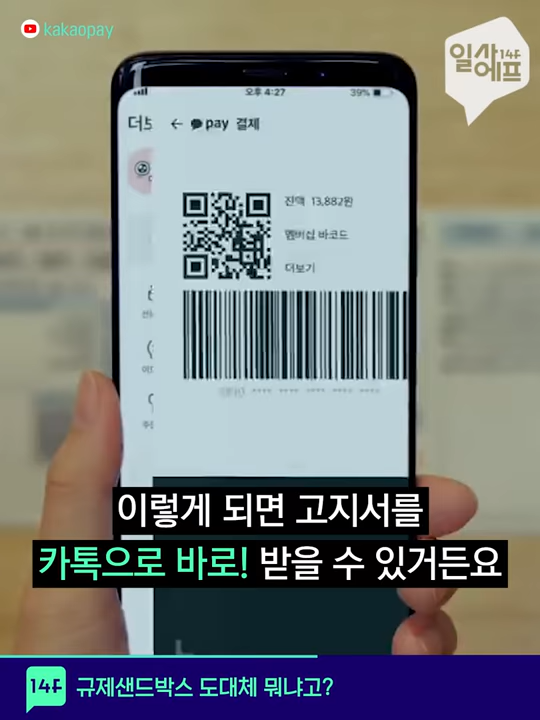 kakaopay
일사 14F
에프
오후 4:27
39%
더보
← pay 결제
잔액 13,882원
멤버십 바코드
더보기
이렇게 되면 고지서를
카톡으로 바로! 받을 수 있거든요
14F 규제샌드박스 도대체 뭐냐고?